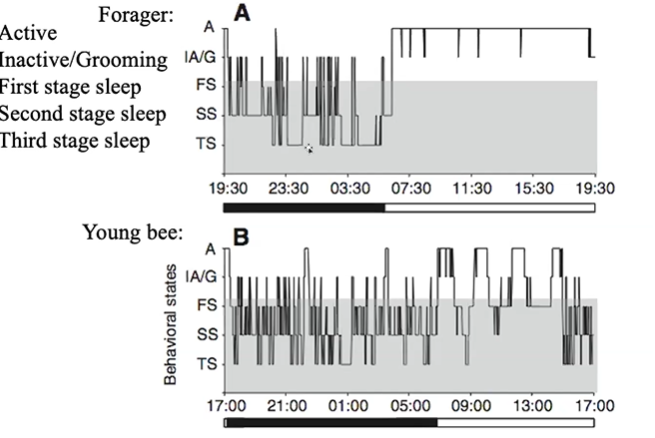 Forager:
A
Active
Inactive/Grooming
First stage sleep
Second stage sleep
Third stage sleep
A
IA/G
FS
SS
TS
19:30 23:30 03:30 07:30 11:30 15:30 19:30
Young bee:
B
Behavioral states
A
IA/G
FS
SS
TS
17:00 21:00 01:00 05:00 09:00 13:00 17:00